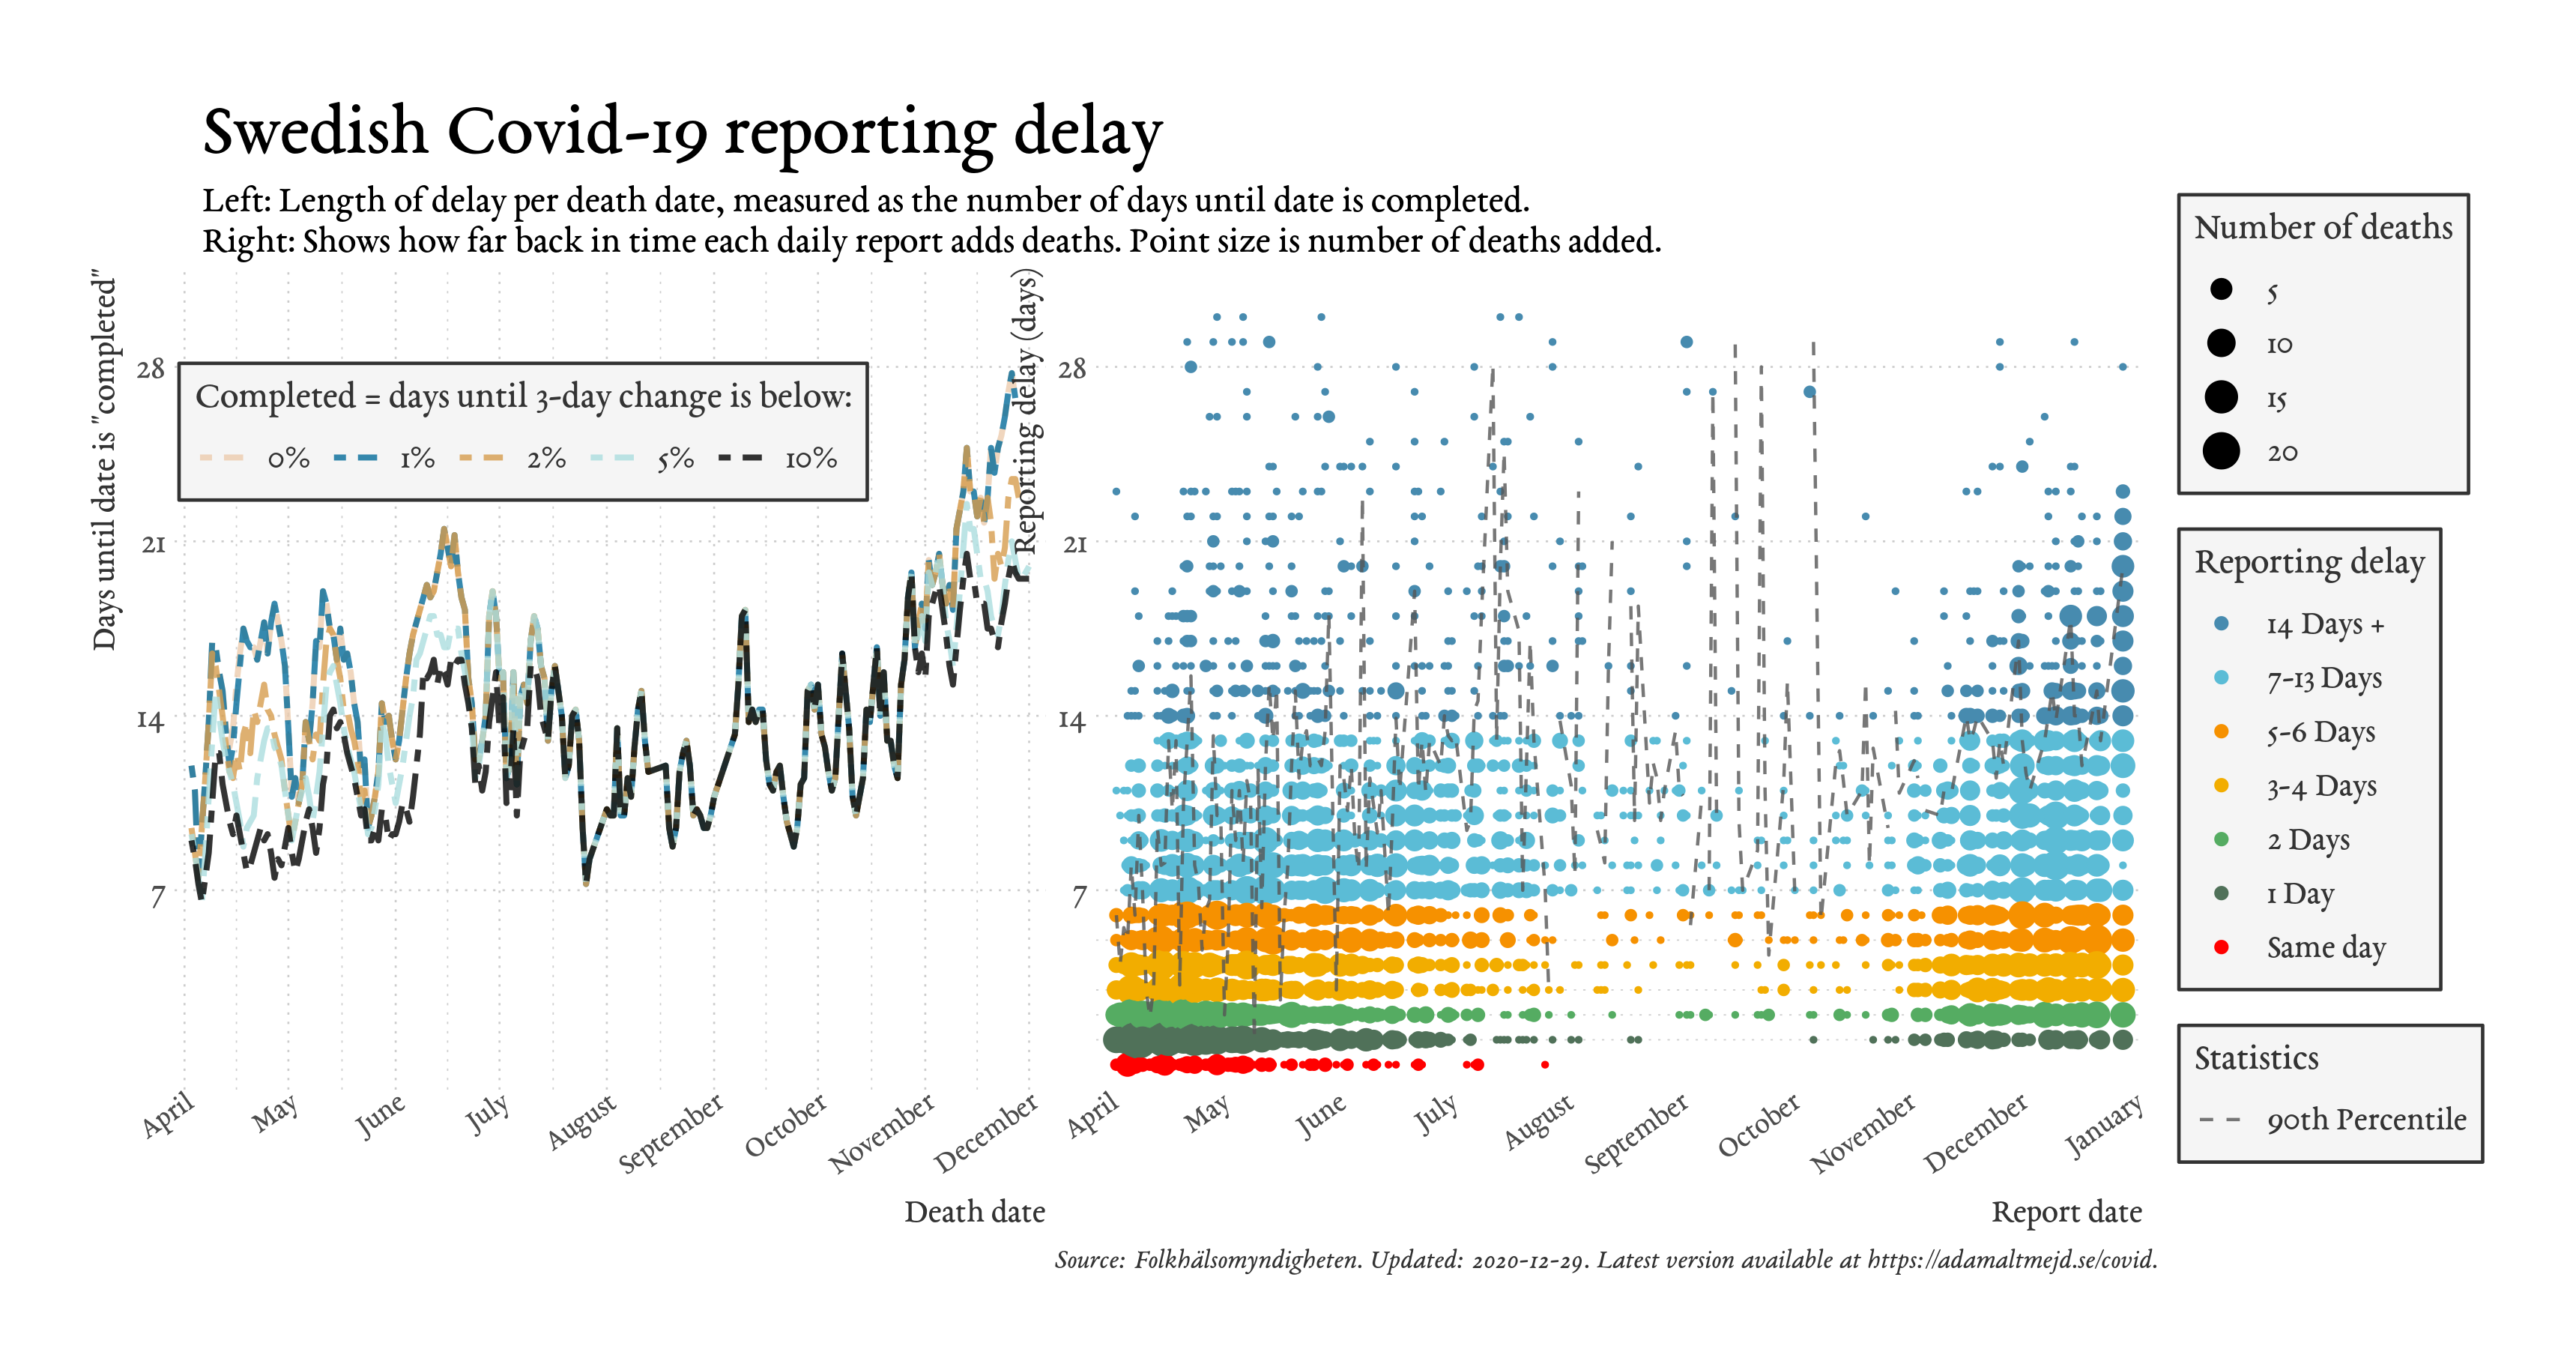 Swedish Covid-19 reporting delay
Left: Length of delay per death date, measured as the number of days until date is completed.
Right: Shows how far back in time each daily report adds deaths. Point size is number of deaths added.
Days until date is "completed"
28
21
14
7
Completed = days until 3-day change is below:
0% 1% 2% 5% 10%
April May June July August September October November December
Death date
Reporting delay (days)
28
21
14
7
April May June July August September October November December January
Report date
Number of deaths
5
10
15
20
Reporting delay
14 Days +
7-13 Days
5-6 Days
3-4 Days
2 Days
1 Day
Same day
Statistics
90th Percentile
Source: Folkhälsomyndigheten. Updated: 2020-12-29. Latest version available at https://adamaltmejd.se/covid.